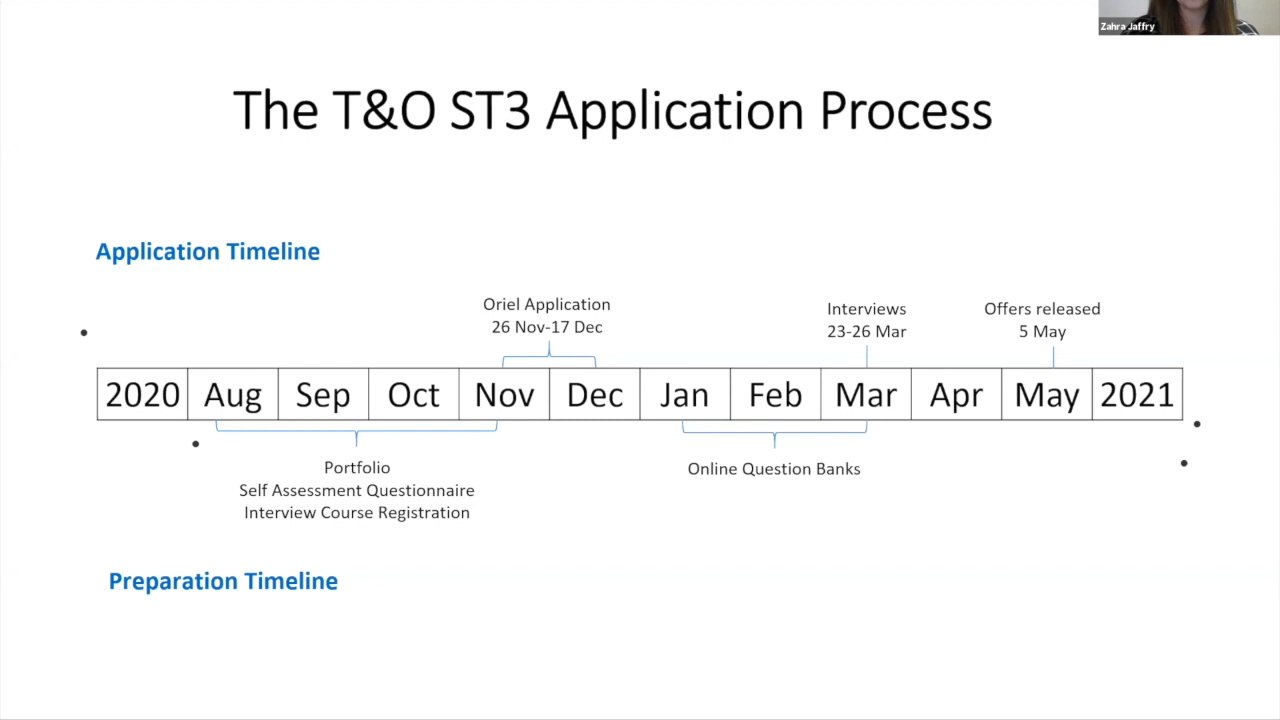 Zahra Jaffry
The T&O ST3 Application Process
Application Timeline
Oriel Application
26 Nov-17 Dec
Interviews
23-26 Mar
Offers released
5 May
2020 Aug Sep Oct Nov Dec Jan Feb Mar Apr May 2021
Portfolio
Self Assessment Questionnaire
Interview Course Registration
Online Question Banks
Preparation Timeline